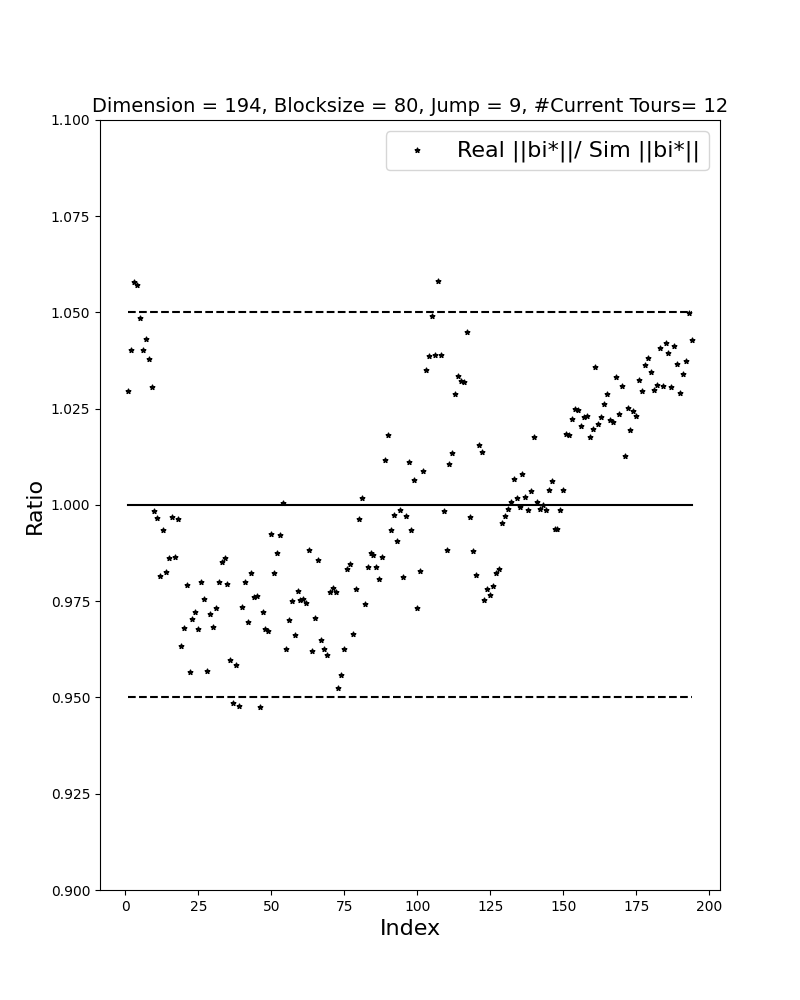 Dimension = 194, Blocksize = 80, Jump = 9, #Current Tours= 12
Real ||bi*||/ Sim ||bi*||
1.100
1.075
1.050
1.025
1.000
0.975
0.950
0.925
0.900
Ratio
0 25 50 75 100 125 150 175 200
Index